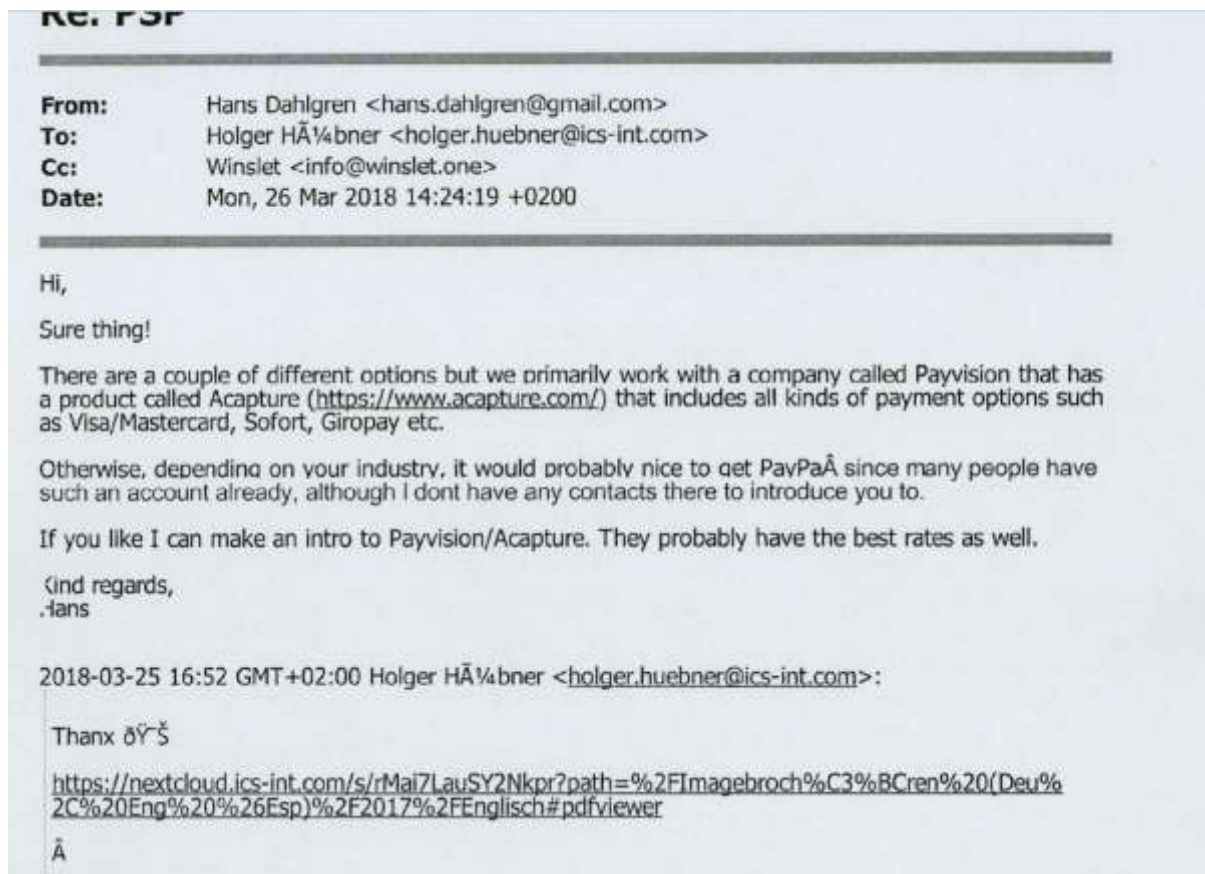 Re: PSP
From: Hans Dahlgren <hans.dahlgren@gmail.com>
To: Holger HÃ¼bner <holger.huebner@ics-int.com>
Cc: Winslet <info@winslet.one>
Date: Mon, 26 Mar 2018 14:24:19 +0200
Hi,
Sure thing!
There are a couple of different options but we primarily work with a company called Payvision that has
a product called Acapture (https://www.acapture.com/) that includes all kinds of payment options such
as Visa/Mastercard, Sofort, Giropay etc.
Otherwise, depending on your industry, it would probably nice to get PayPaÂ since many people have
such an account already, although I dont have any contacts there to introduce you to.
If you like I can make an intro to Payvision/Acapture. They probably have the best rates as well.
Kind regards,
Hans
2018-03-25 16:52 GMT+02:00 Holger HÃ¼bner <holger.huebner@ics-int.com>:
Thanx ðŸ˜Š
https://nextcloud.ics-int.com/s/rMai7LauSY2Nkpr?path=%2FImagebroch%C3%BCren%20(Deu%
2C%20Eng%20%26Esp)%2F2017%2FEnglisch#pdfviewer
Â